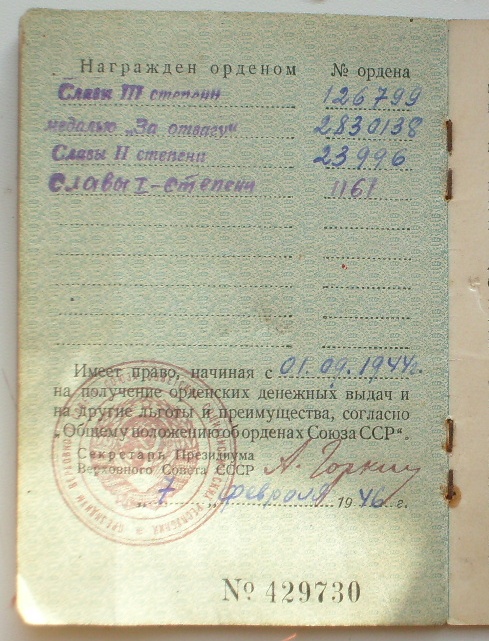 Награжден орденом № ордена
Славы III степени 126799
медалью „За отвагу" 2830138
Славы II степени 23996
Славы I-степени 1167
Имеет право, начиная с 01.09.1944г.
на получение орденских денежных выдач и
на другие льготы и преимущества, согласно
„Общему положению об орденах Союза ССР“.
Секретарь Президиума
Верховного Совета СССР А. Горкин
„ 7 „ февраля 1946 г.
№ 429730